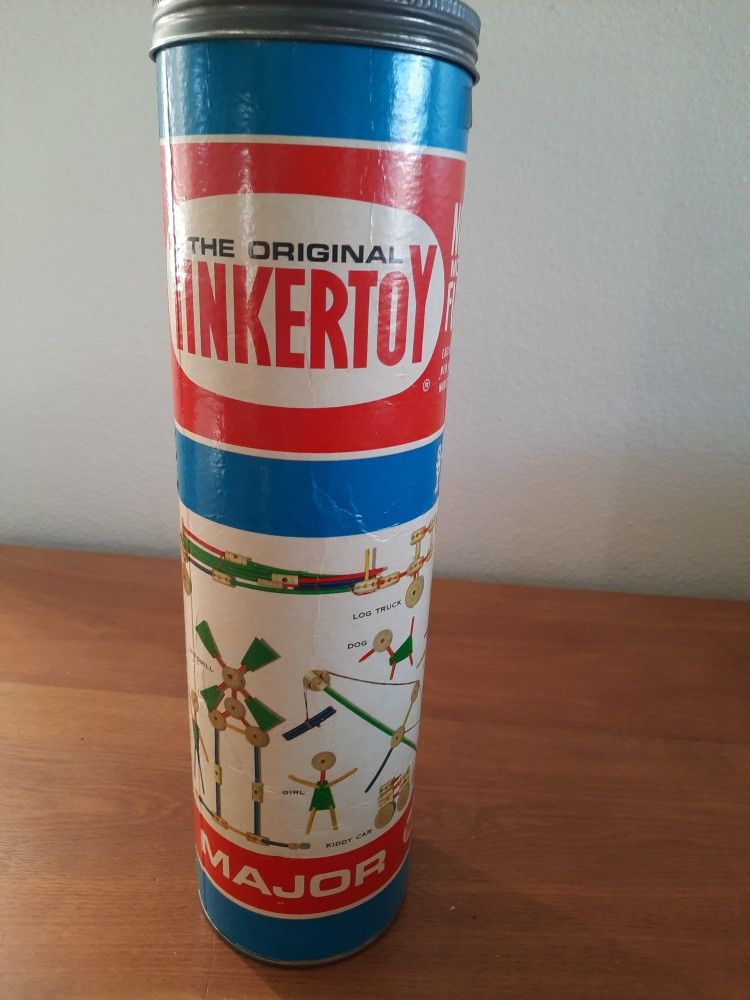 THE ORIGINAL
TINKERTOY
®
LOG TRUCK
DOG
GIRL
KIDDY CAR
MAJOR